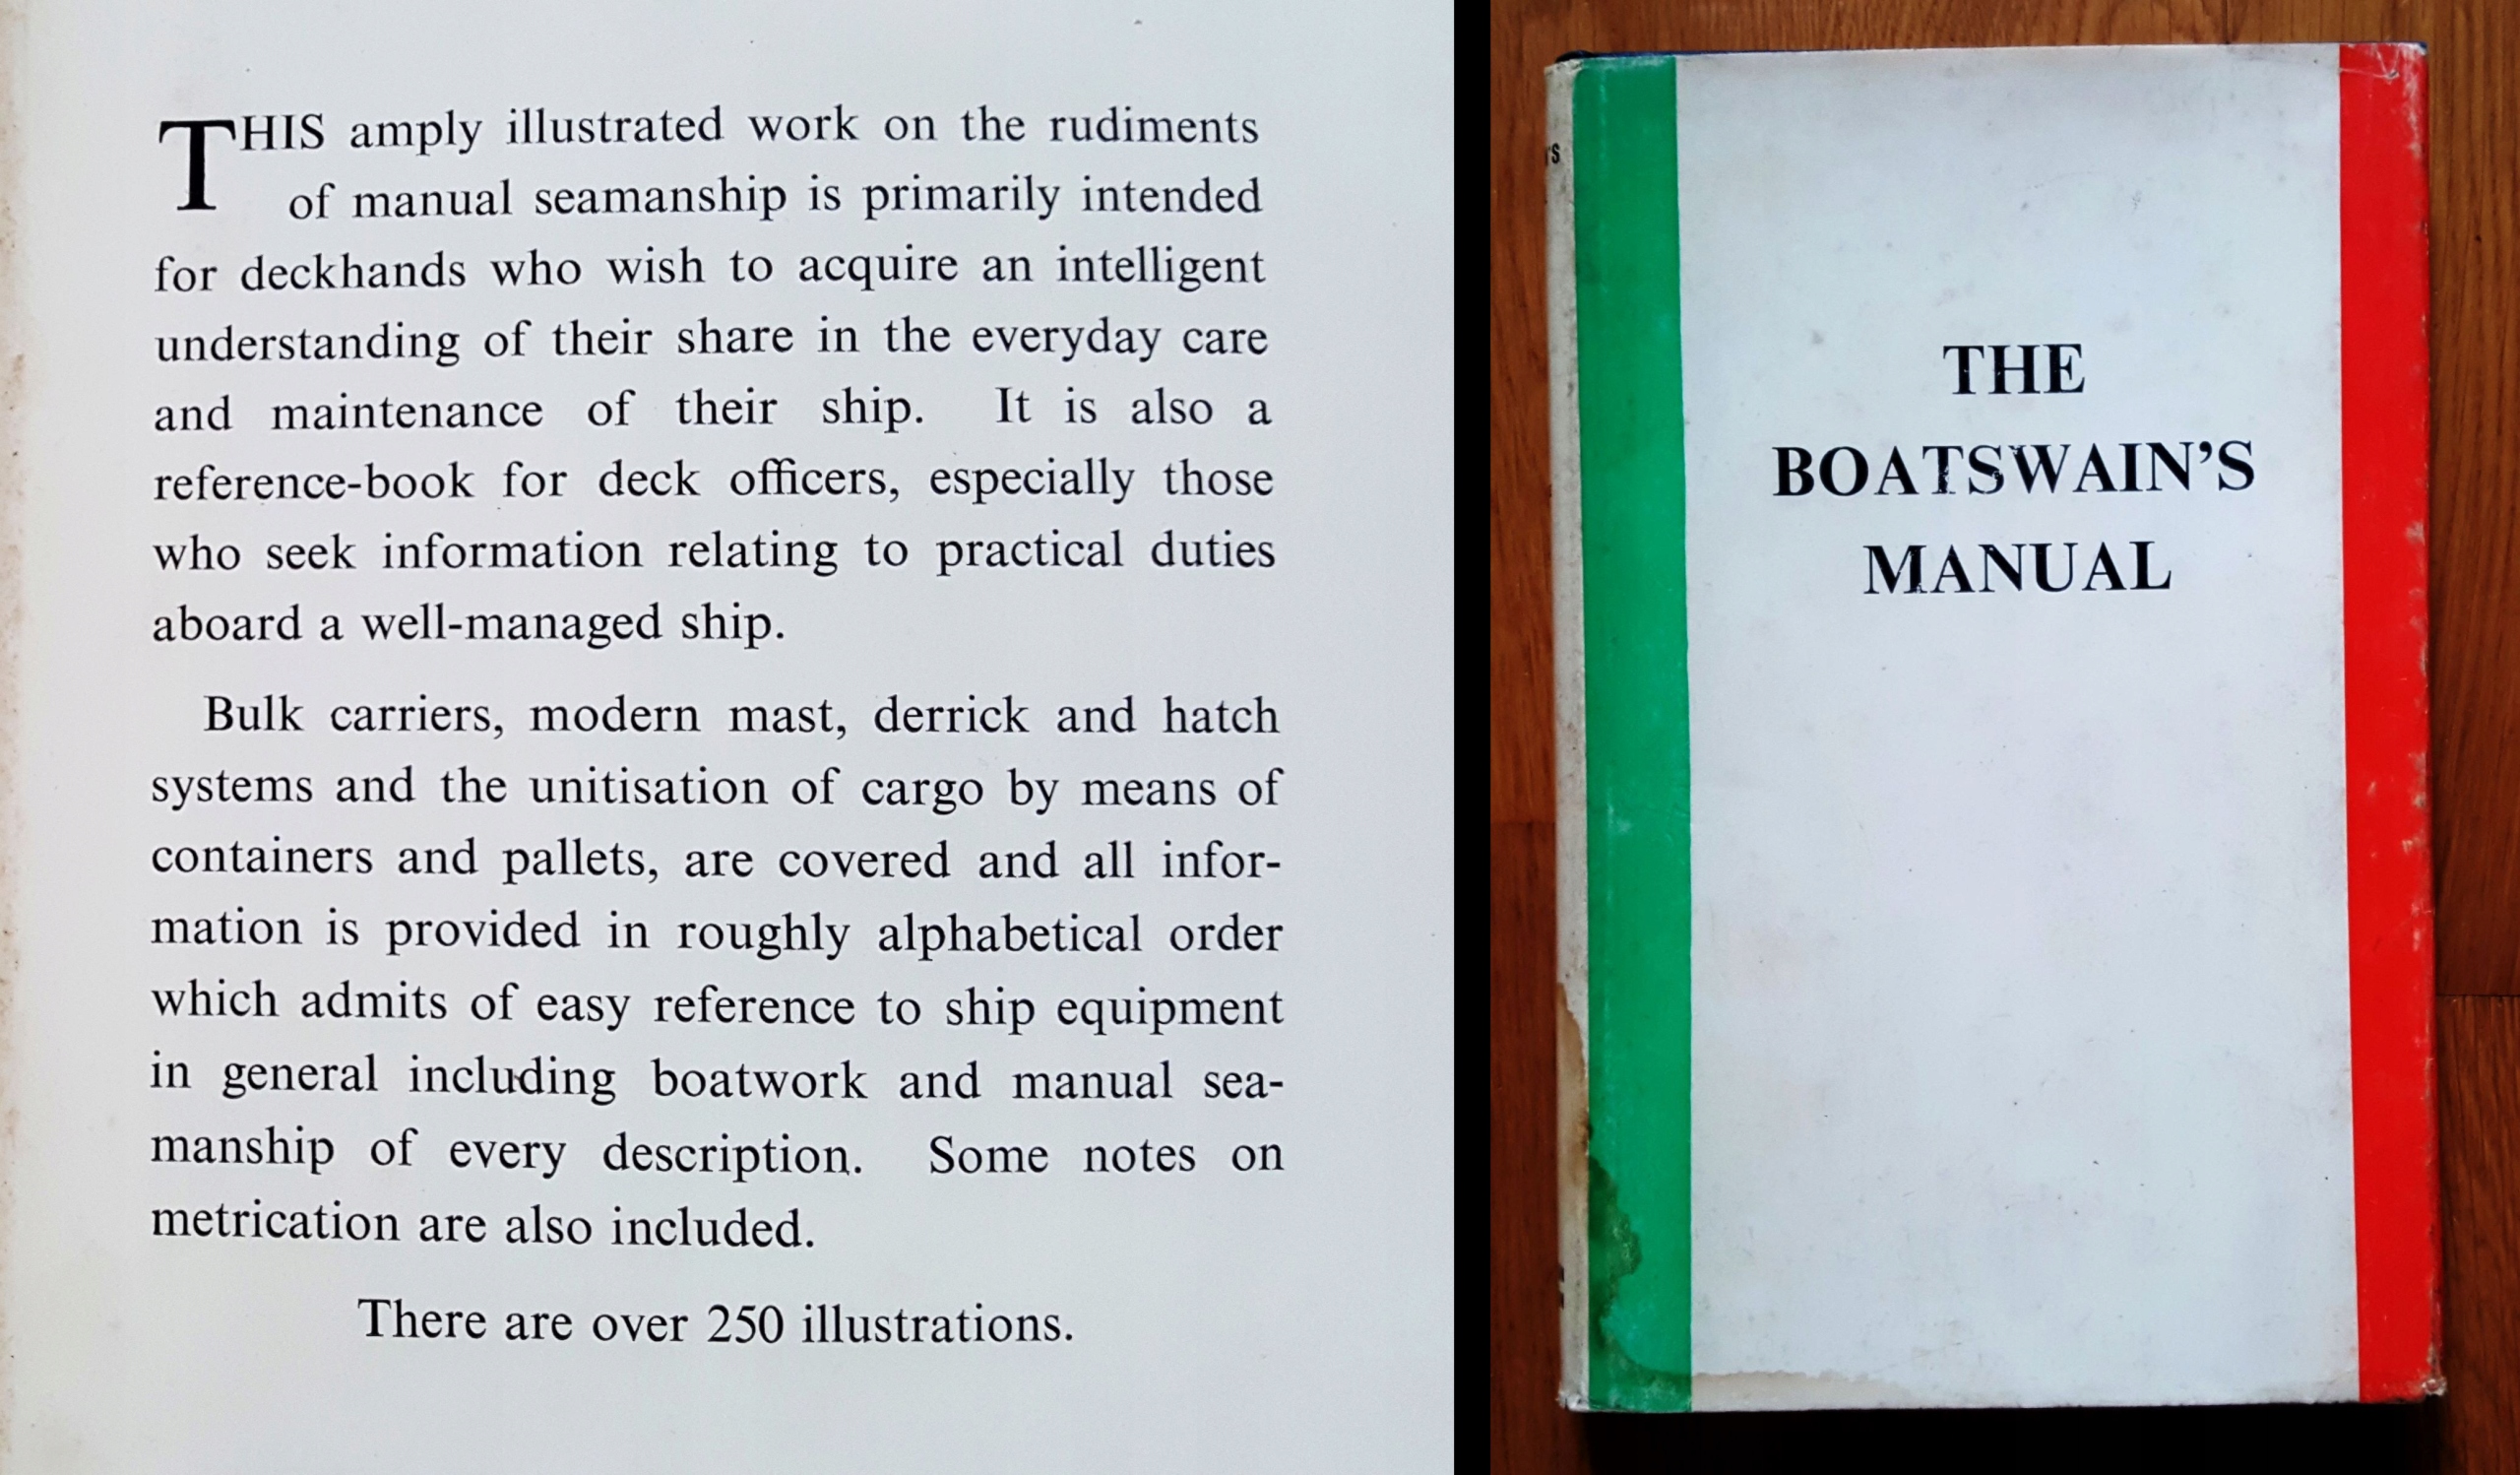 THIS amply illustrated work on the rudiments
of manual seamanship is primarily intended
for deckhands who wish to acquire an intelligent
understanding of their share in the everyday care
and maintenance of their ship. It is also a
reference-book for deck officers, especially those
who seek information relating to practical duties
aboard a well-managed ship.
Bulk carriers, modern mast, derrick and hatch
systems and the unitisation of cargo by means of
containers and pallets, are covered and all infor-
mation is provided in roughly alphabetical order
which admits of easy reference to ship equipment
in general including boatwork and manual sea-
manship of every description. Some notes on
metrication are also included.
There are over 250 illustrations.
THE
BOATSWAIN'S
MANUAL